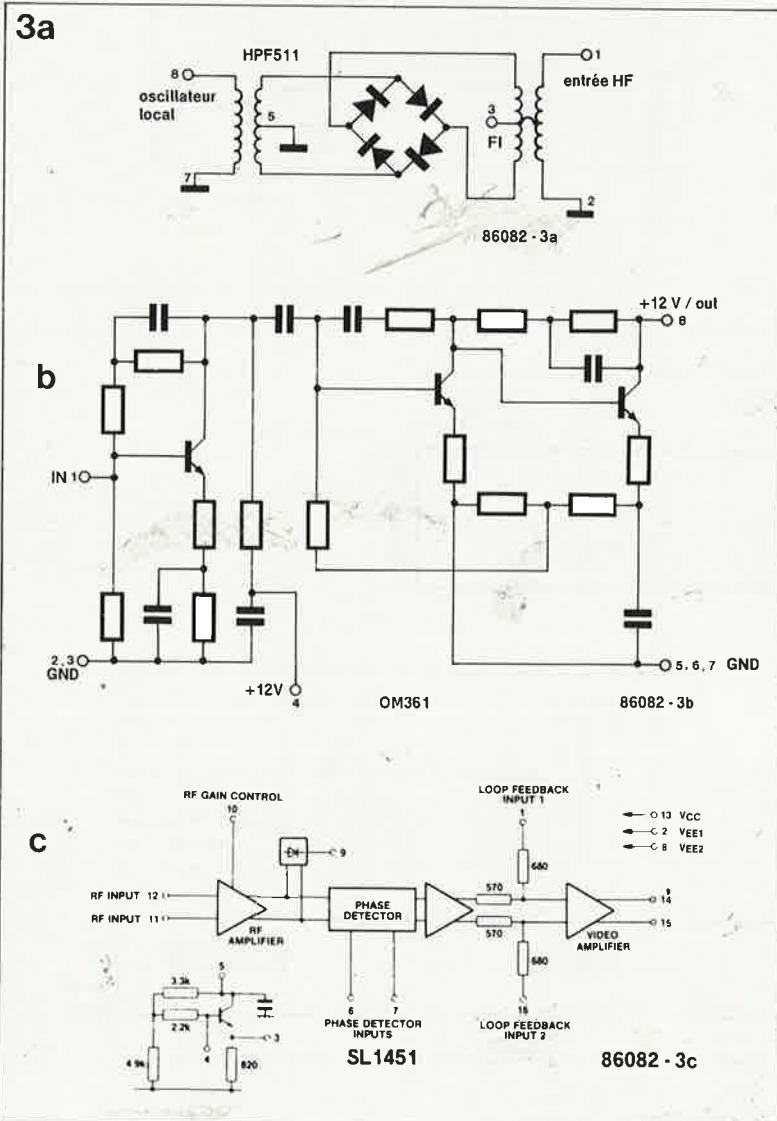 3a
HPF511
8
oscillateur
local
5
7
1
entrée HF
3
FI
2
86082 - 3a
b
+12 V / out
8
IN 1
2, 3
GND
+12V
4
5, 6, 7 GND
OM361
86082 - 3b
c
RF GAIN CONTROL
10
LOOP FEEDBACK
INPUT 1
1
13 VCC
2 VEE1
8 VEE2
9
680
RF INPUT 12
RF INPUT 11
RF
AMPLIFIER
PHASE
DETECTOR
570
570
VIDEO
AMPLIFIER
14
15
680
6 7
PHASE DETECTOR
INPUTS
16
LOOP FEEDBACK
INPUT 2
5
3.3k
2.2k
4
3
4.9k
820
SL1451
86082 - 3c